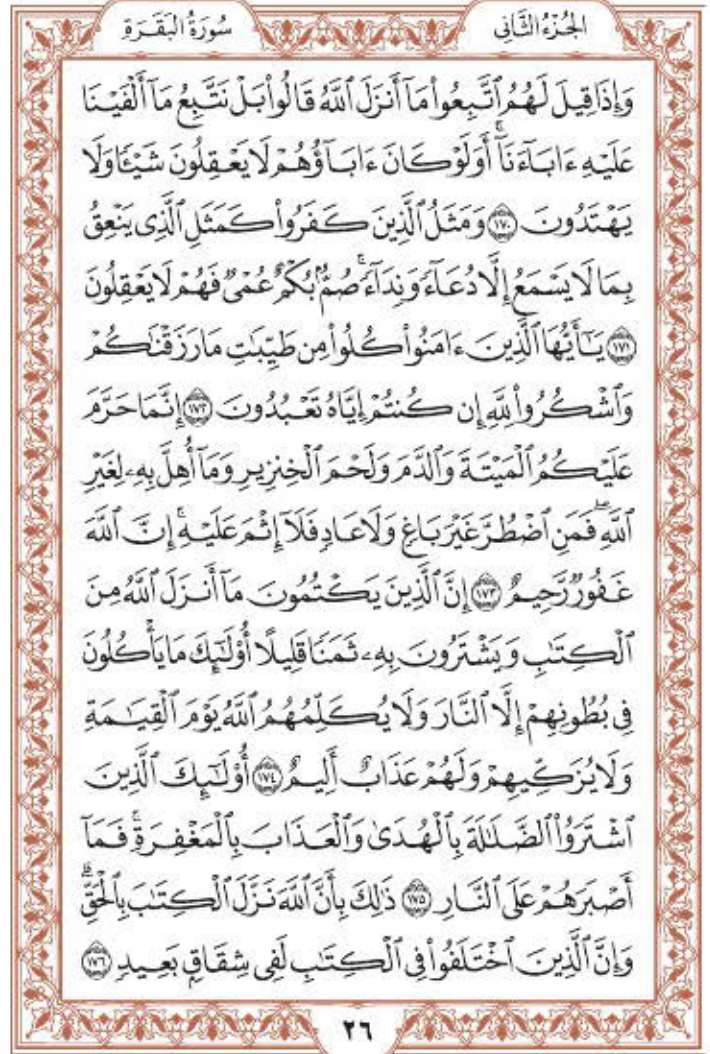 الجُزْءُ الثَّانِى
سُورَةُ البَقَرَةِ
وَإِذَا قِيلَ لَهُمُ ٱتَّبِعُوا۟ مَآ أَنزَلَ ٱللَّهُ قَالُوا۟ بَلْ نَتَّبِعُ مَآ أَلْفَيْنَا
عَلَيْهِ ءَابَآءَنَآ ۚ أَوَلَوْ كَانَ ءَابَآؤُهُمْ لَا يَعْقِلُونَ شَيْـًٔا وَلَا
يَهْتَدُونَ ١٧٠ وَمَثَلُ ٱلَّذِينَ كَفَرُوا۟ كَمَثَلِ ٱلَّذِى يَنْعِقُ
بِمَا لَا يَسْمَعُ إِلَّا دُعَآءً وَنِدَآءً ۚ صُمٌّۢ بُكْمٌ عُمْىٌ فَهُمْ لَا يَعْقِلُونَ
١٧١ يَـٰٓأَيُّهَا ٱلَّذِينَ ءَامَنُوا۟ كُلُوا۟ مِن طَيِّبَـٰتِ مَا رَزَقْنَـٰكُمْ
وَٱشْكُرُوا۟ لِلَّهِ إِن كُنتُمْ إِيَّاهُ تَعْبُدُونَ ١٧٢ إِنَّمَا حَرَّمَ
عَلَيْكُمُ ٱلْمَيْتَةَ وَٱلدَّمَ وَلَحْمَ ٱلْخِنزِيرِ وَمَآ أُهِلَّ بِهِۦ لِغَيْرِ
ٱللَّهِ ۖ فَمَنِ ٱضْطُرَّ غَيْرَ بَاغٍ وَلَا عَادٍ فَلَآ إِثْمَ عَلَيْهِ ۚ إِنَّ ٱللَّهَ
غَفُورٌ رَّحِيمٌ ١٧٣ إِنَّ ٱلَّذِينَ يَكْتُمُونَ مَآ أَنزَلَ ٱللَّهُ مِنَ
ٱلْكِتَـٰبِ وَيَشْتَرُونَ بِهِۦ ثَمَنًا قَلِيلًا أُو۟لَـٰٓئِكَ مَا يَأْكُلُونَ
فِى بُطُونِهِمْ إِلَّا ٱلنَّارَ وَلَا يُكَلِّمُهُمُ ٱللَّهُ يَوْمَ ٱلْقِيَـٰمَةِ
وَلَا يُزَكِّيهِمْ وَلَهُمْ عَذَابٌ أَلِيمٌ ١٧٤ أُو۟لَـٰٓئِكَ ٱلَّذِينَ
ٱشْتَرَوُا۟ ٱلضَّلَـٰلَةَ بِٱلْهُدَىٰ وَٱلْعَذَابَ بِٱلْمَغْفِرَةِ ۚ فَمَآ
أَصْبَرَهُمْ عَلَى ٱلنَّارِ ١٧٥ ذَٰلِكَ بِأَنَّ ٱللَّهَ نَزَّلَ ٱلْكِتَـٰبَ بِٱلْحَقِّ ۗ
وَإِنَّ ٱلَّذِينَ ٱخْتَلَفُوا۟ فِى ٱلْكِتَـٰبِ لَفِى شِقَاقٍۭ بَعِيدٍ ١٧٦
٢٦